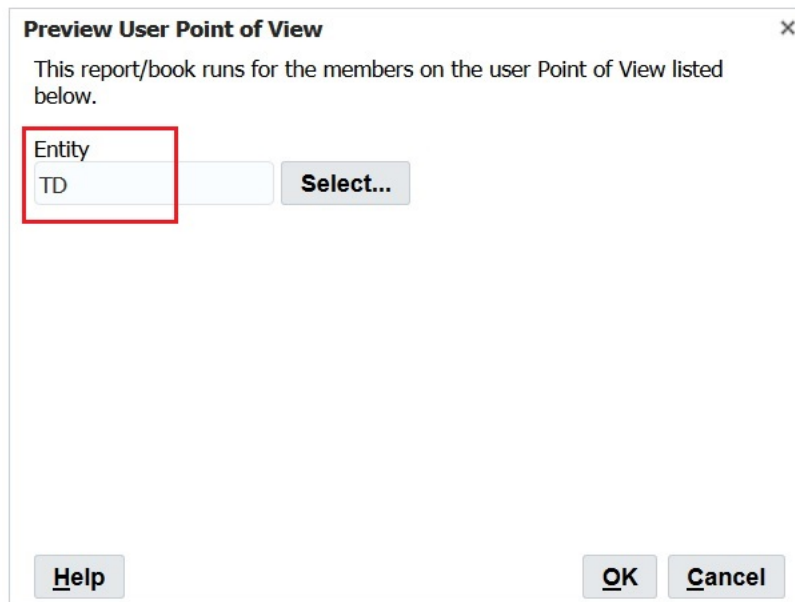 Preview User Point of View
This report/book runs for the members on the user Point of View listed
below.
Entity
TD
Select...
Help
OK
Cancel